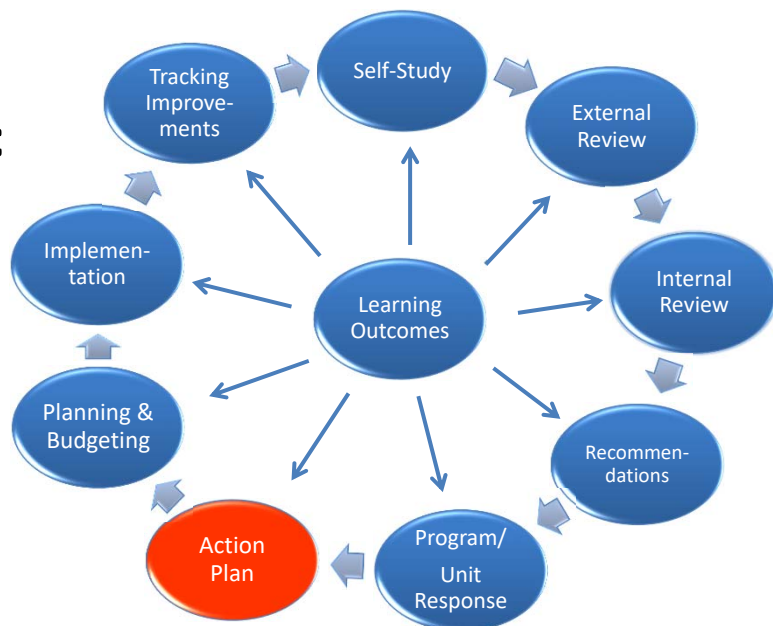 Self-Study
External
Review
Internal
Review
Recommen-
dations
Program/
Unit
Response
Action
Plan
Planning &
Budgeting
Implemen-
tation
Tracking
Improve-
ments
Learning
Outcomes